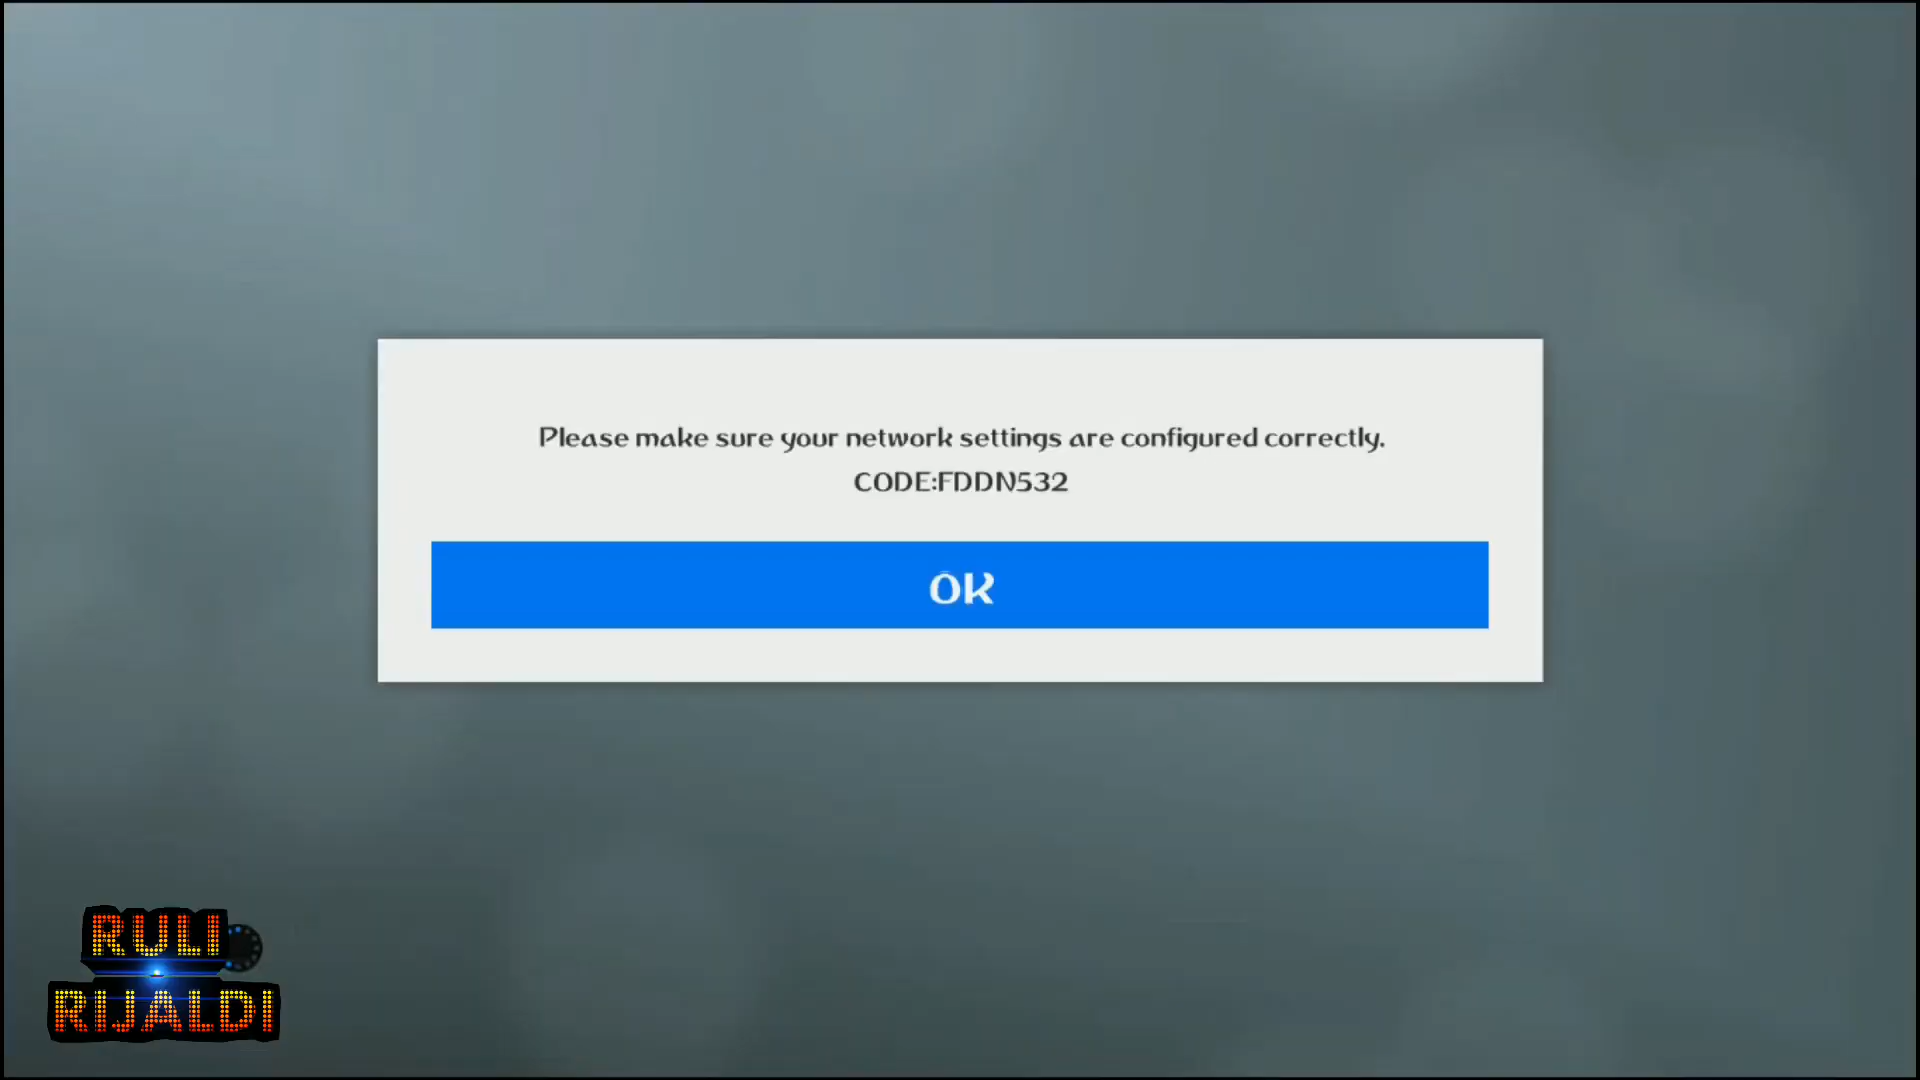 Please make sure your network settings are configured correctly.
CODE:FDDN532
OK
RULI
RIJALDI